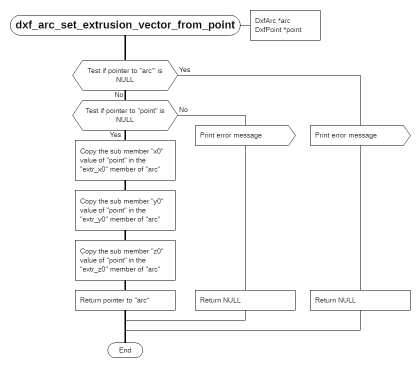 dxf_arc_set_extrusion_vector_from_point
DxfArc *arc
DxfPoint *point
Test if pointer to "arc" is
NULL
Yes
No
Test if pointer to "point" is
NULL
No
Yes
Print error message
Print error message
Copy the sub member "x0"
value of "point" in the
"extr_x0" member of "arc"
Copy the sub member "y0"
value of "point" in the
"extr_y0" member of "arc"
Copy the sub member "z0"
value of "point" in the
"extr_z0" member of "arc"
Return pointer to "arc"
Return NULL
Return NULL
End